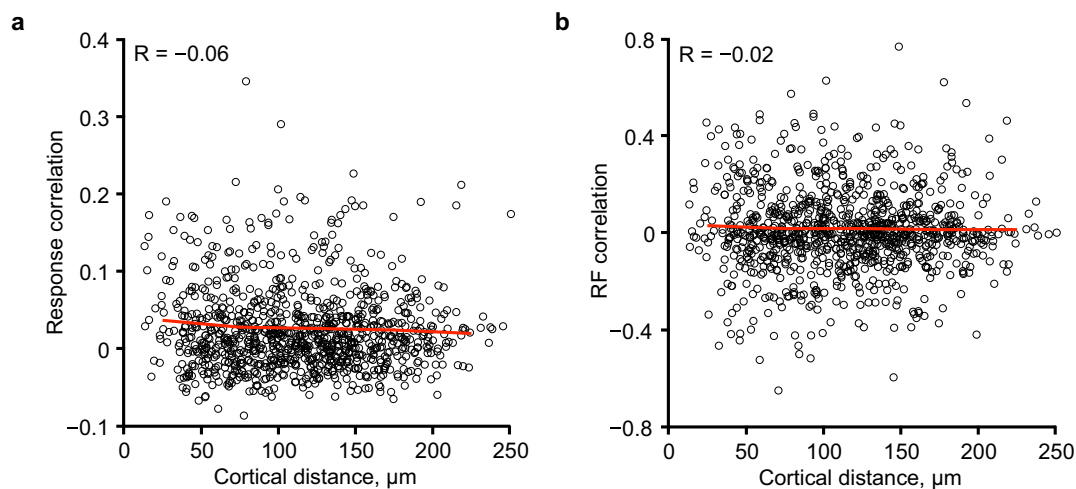 a
R = −0.06
0.4
0.3
0.2
0.1
0
−0.1
Response correlation
0 50 100 150 200 250
Cortical distance, µm
b
R = −0.02
0.8
0.4
0
−0.4
−0.8
RF correlation
0 50 100 150 200 250
Cortical distance, µm